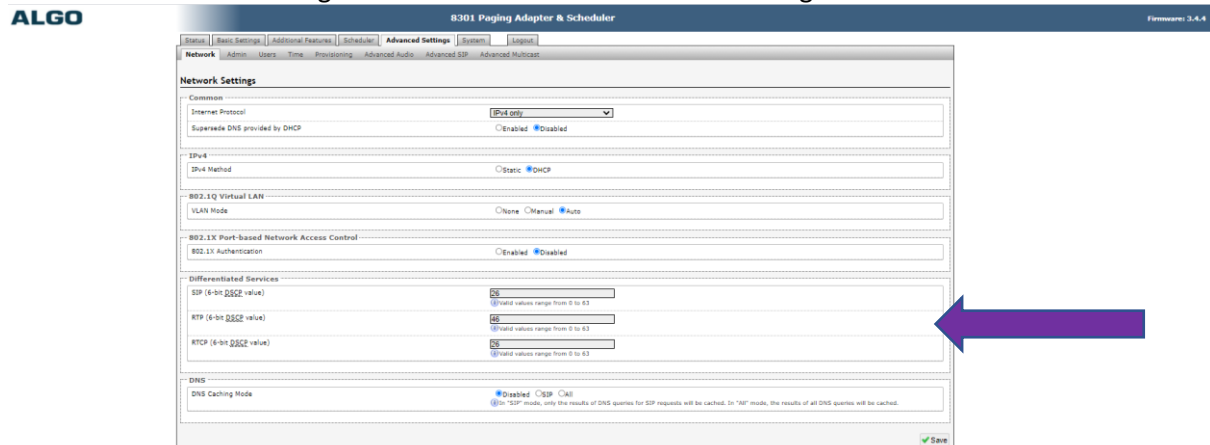 ALGO
8301 Paging Adapter & Scheduler
Firmware: 3.4.4
Status Basic Settings Additional Features Scheduler Advanced Settings System Logout
Network Admin Users Time Provisioning Advanced Audio Advanced SIP Advanced Multicast
Network Settings
Common
Internet Protocol IPv4 only
Supersede DNS provided by DHCP Enabled Disabled
IPv4
IPv4 Method Static DHCP
802.1Q Virtual LAN
VLAN Mode None Manual Auto
802.1X Port-based Network Access Control
802.1X Authentication Enabled Disabled
Differentiated Services
SIP (6-bit DSCP value) 26
Valid values range from 0 to 63
RTP (6-bit DSCP value) 46
Valid values range from 0 to 63
RTCP (6-bit DSCP value) 26
Valid values range from 0 to 63
DNS
DNS Caching Mode Disabled SIP All
In "SIP" mode, only the results of DNS queries for SIP requests will be cached. In "All" mode, the results of all DNS queries will be cached.
Save